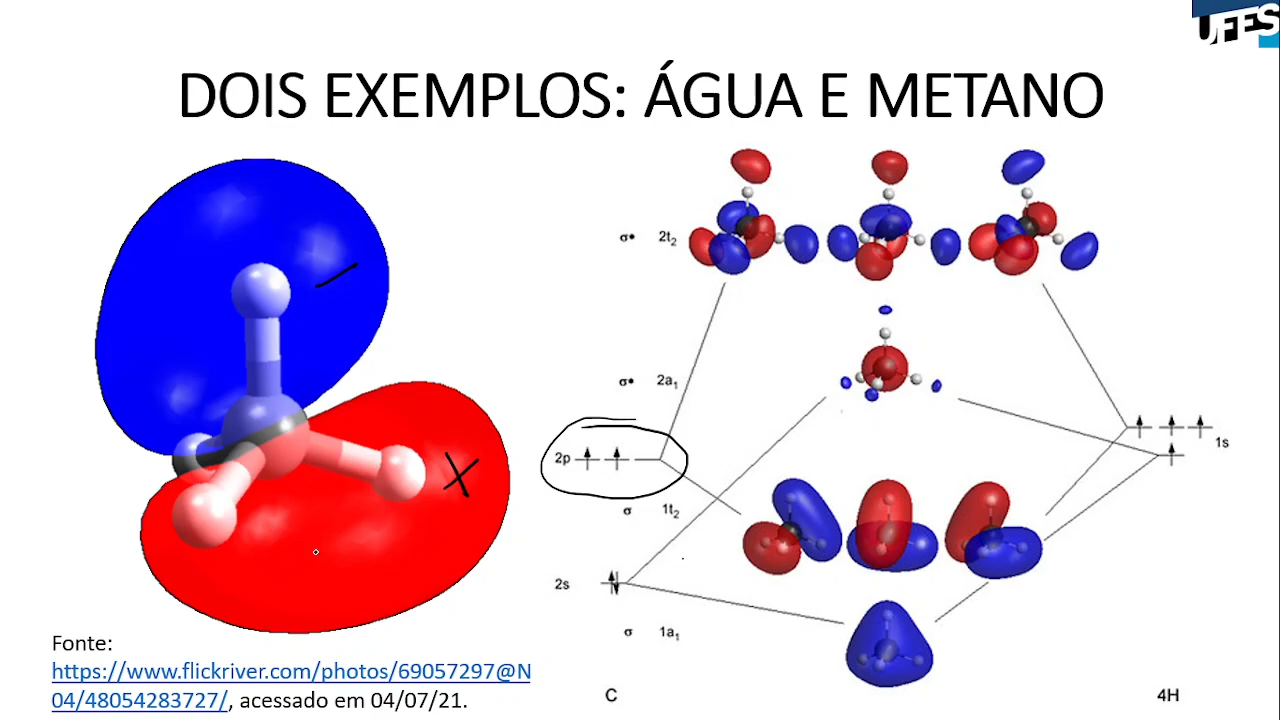 UFES
DOIS EXEMPLOS: ÁGUA E METANO
σ* 2t2
σ* 2a1
2p
1s
σ 1t2
2s
σ 1a1
C 4H
− 
X
Fonte:
https://www.flickriver.com/photos/69057297@N
04/48054283727/, acessado em 04/07/21.